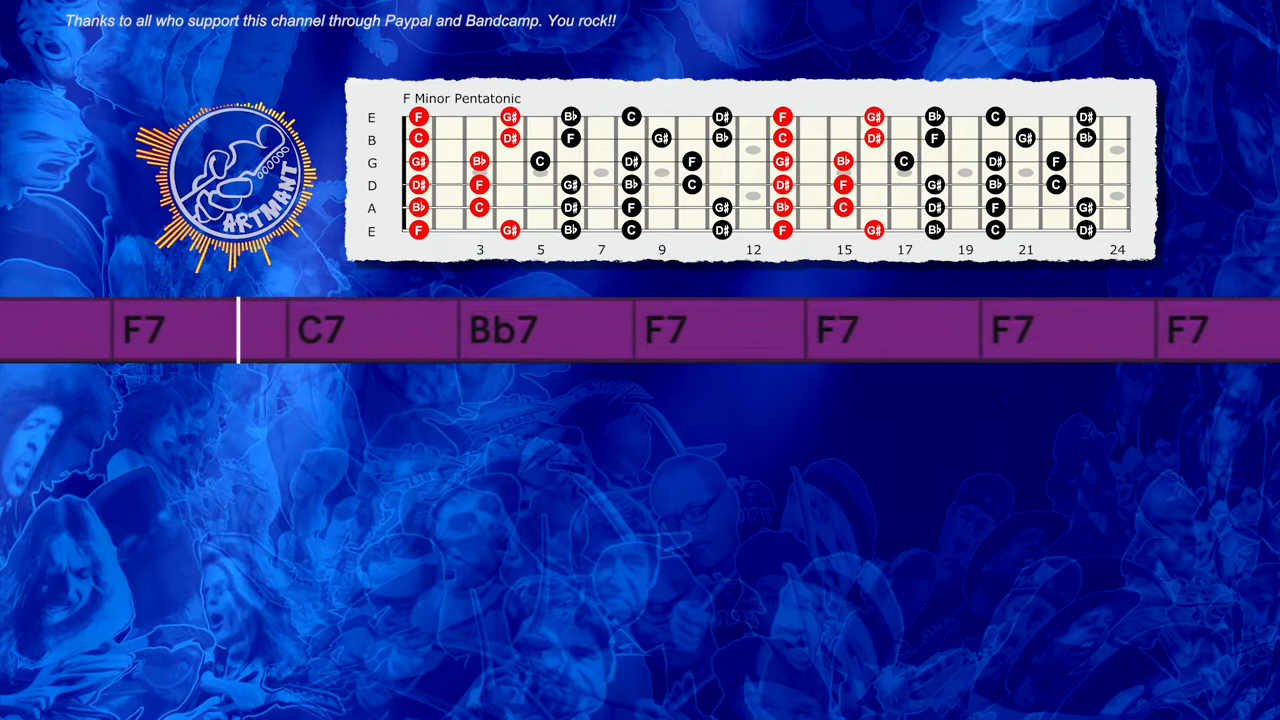 Thanks to all who support this channel through Paypal and Bandcamp. You rock!!
F Minor Pentatonic
E F G# B♭ C D# F G# B♭ C D#
B C D# F G# B♭ C D# F G# B♭
G G# B♭ C D# F G# B♭ C D# F
D D# F G# B♭ C D# F G# B♭ C
A B♭ C D# F G# B♭ C D# F G#
E F G# B♭ C D# F G# B♭ C D#
3 5 7 9 12 15 17 19 21 24
ARTMANT
F7 C7 Bb7 F7 F7 F7 F7